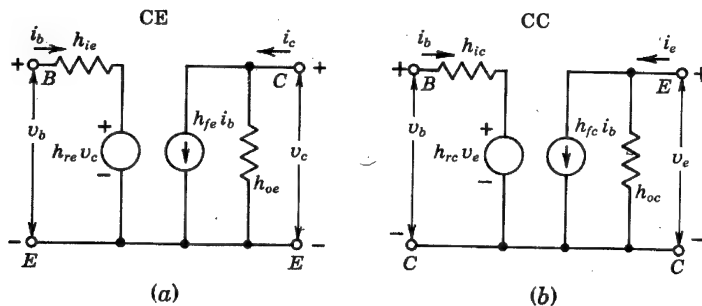 CE
i_b
h_ie
i_c
+
B
C
+
v_b
+
h_re v_c
-
h_fe i_b
h_oe
v_c
-
E
E
-
(a)
CC
i_b
h_ic
i_e
+
B
E
+
v_b
+
h_rc v_e
-
h_fc i_b
h_oc
v_e
-
C
C
-
(b)